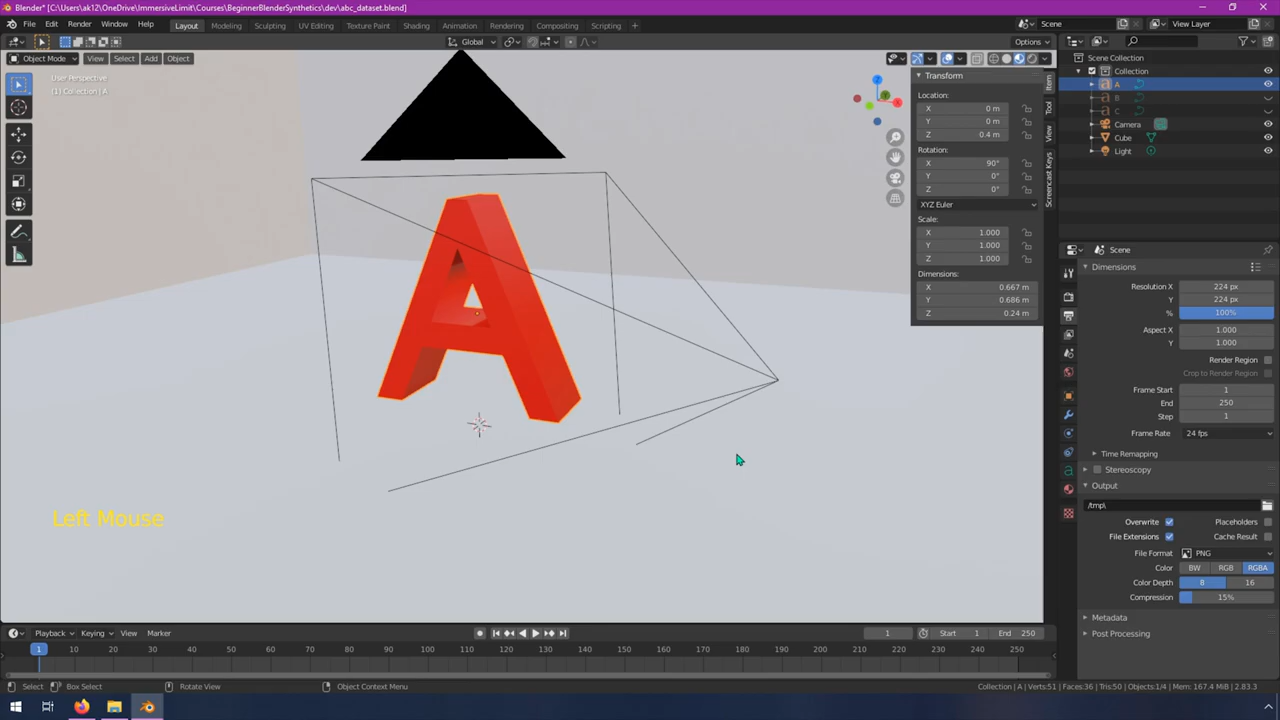 Blender* [C:\Users\ak12\OneDrive\ImmersiveLimit\Courses\BeginnerBlenderSynthetics\dev\abc_dataset.blend]
File Edit Render Window Help Layout Modeling Sculpting UV Editing Texture Paint Shading Animation Rendering Compositing Scripting + Scene View Layer
Global Options
Object Mode View Select Add Object
User Perspective
(1) Collection | A
Transform
Location:
X 0 m
Y 0 m
Z 0.4 m
Rotation:
X 90°
Y 0°
Z 0°
XYZ Euler
Scale:
X 1.000
Y 1.000
Z 1.000
Dimensions:
X 0.667 m
Y 0.686 m
Z 0.24 m
Item
Tool
View
Screencast Keys
A
Left Mouse
Scene Collection
Collection
A
B
C
Camera
Cube
Light
Scene
Dimensions
Resolution X 224 px
Y 224 px
% 100%
Aspect X 1.000
Y 1.000
Render Region
Crop to Render Region
Frame Start 1
End 250
Step 1
Frame Rate 24 fps
Time Remapping
Stereoscopy
Output
/tmp\
Overwrite Placeholders
File Extensions Cache Result
File Format PNG
Color BW RGB RGBA
Color Depth 8 16
Compression 15%
Metadata
Post Processing
Playback Keying View Marker 1 Start 1 End 250
1 10 20 30 40 50 60 70 80 90 100 110 120 130 140 150 160 170 180 190 200 210 220 230 240 250
Select Box Select Rotate View Object Context Menu Collection | A | Verts:51 | Faces:36 | Tris:50 | Objects:1/4 | Mem: 167.4 MiB | 2.83.3